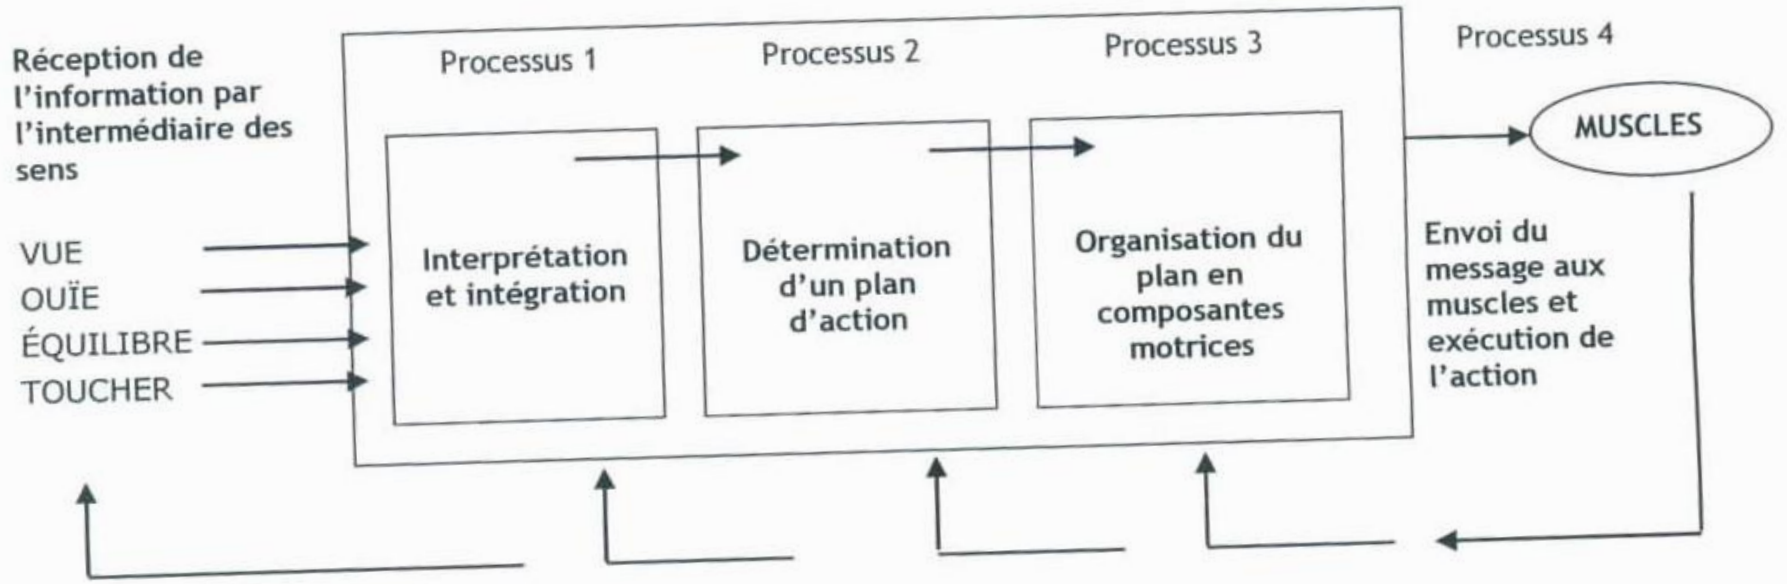 Réception de
l'information par
l'intermédiaire des
sens
VUE
OUÏE
ÉQUILIBRE
TOUCHER
Processus 1
Interprétation
et intégration
Processus 2
Détermination
d'un plan
d'action
Processus 3
Organisation du
plan en
composantes
motrices
Processus 4
MUSCLES
Envoi du
message aux
muscles et
exécution de
l'action